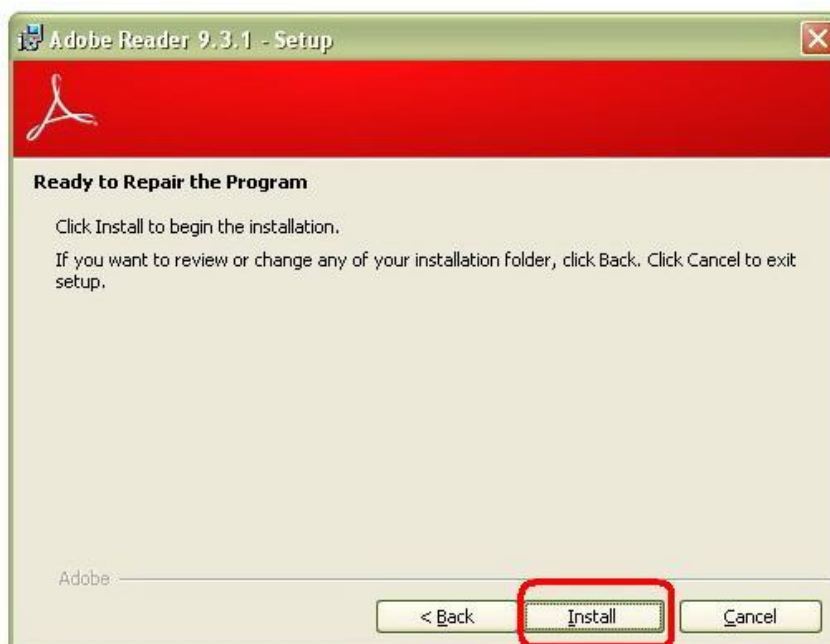 Adobe Reader 9.3.1 - Setup
Ready to Repair the Program
Click Install to begin the installation.
If you want to review or change any of your installation folder, click Back. Click Cancel to exit
setup.
Adobe
< Back Install Cancel